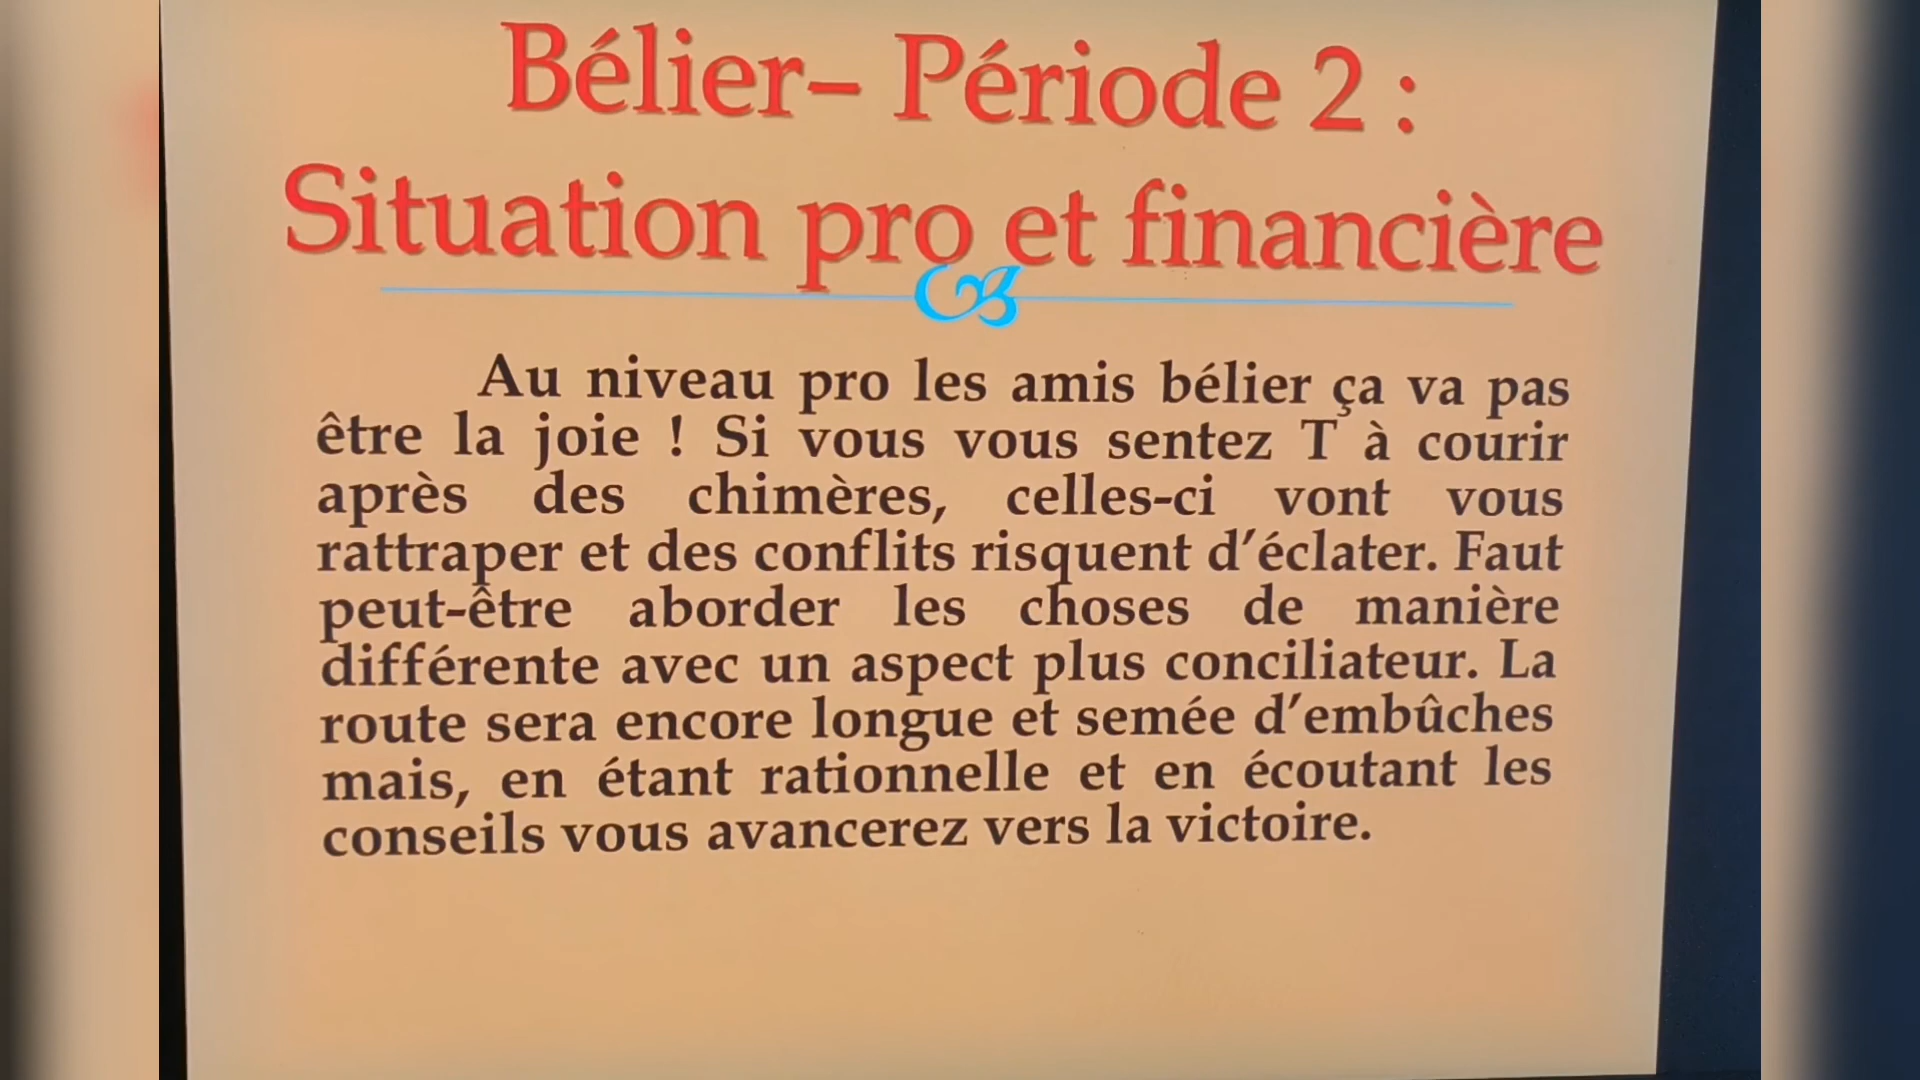 Bélier– Période 2 :
Situation pro et financière
Au niveau pro les amis bélier ça va pas
être la joie ! Si vous vous sentez T à courir
après des chimères, celles-ci vont vous
rattraper et des conflits risquent d’éclater. Faut
peut-être aborder les choses de manière
différente avec un aspect plus conciliateur. La
route sera encore longue et semée d’embûches
mais, en étant rationnelle et en écoutant les
conseils vous avancerez vers la victoire.